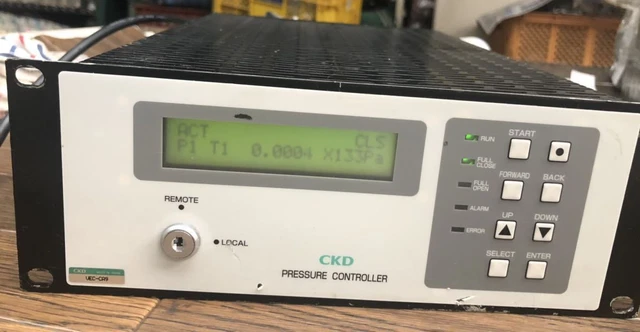 ACT CLS
P1 T1 0.0004 X133Pa
REMOTE
LOCAL
CKD
PRESSURE CONTROLLER
RUN
FULL CLOSE
FULL OPEN
ALARM
ERROR
START
FORWARD
BACK
UP
DOWN
SELECT
ENTER
CKD